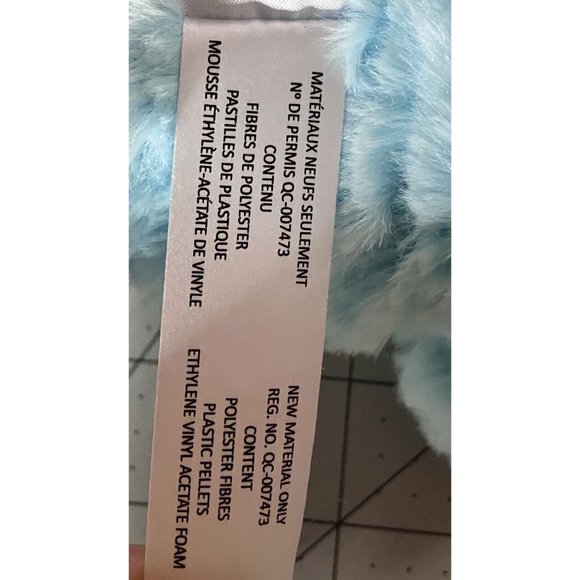 MATÉRIAUX NEUFS SEULEMENT
Nº DE PERMIS QC-007473
CONTENU
FIBRES DE POLYESTER
PASTILLES DE PLASTIQUE
MOUSSE ÉTHYLÈNE-ACÉTATE DE VINYLE
NEW MATERIAL ONLY
REG. NO. QC-007473
CONTENT
POLYESTER FIBRES
PLASTIC PELLETS
ETHYLENE VINYL ACETATE FOAM